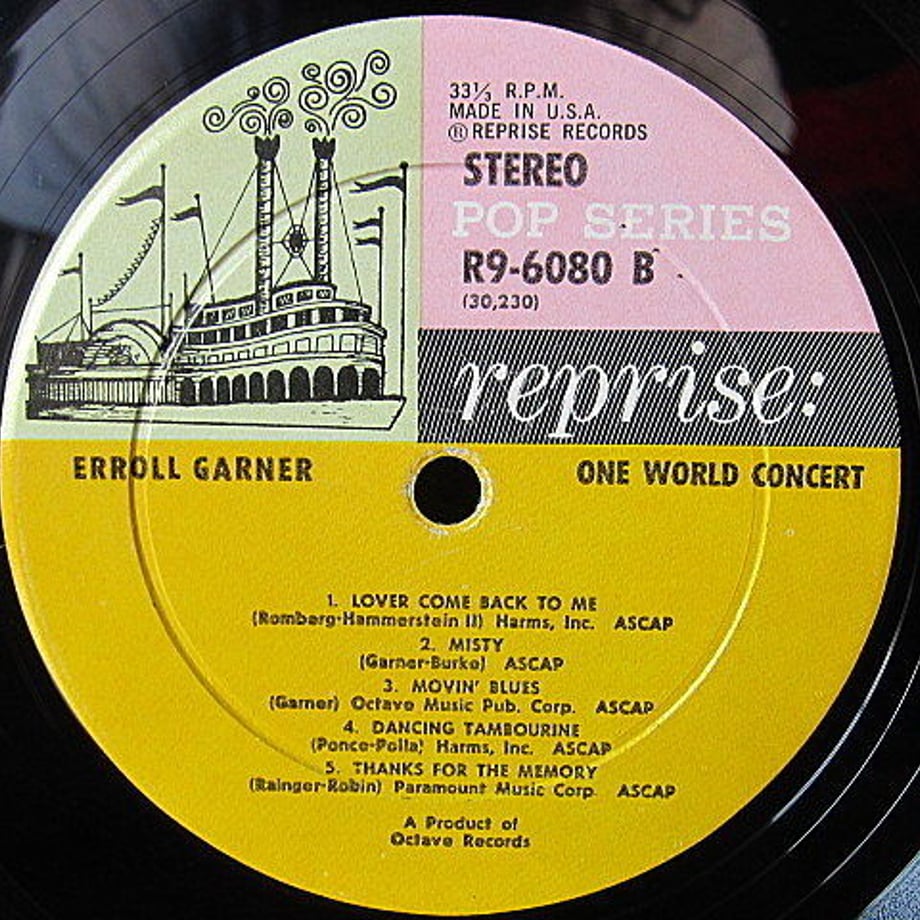 33⅓ R.P.M.
MADE IN U.S.A.
Ⓡ REPRISE RECORDS
STEREO
POP SERIES
R9-6080 B
(30,230)
reprise:
ERROLL GARNER
ONE WORLD CONCERT
1. LOVER COME BACK TO ME
(Romberg-Hammerstein II) Harms, Inc. ASCAP
2. MISTY
(Garner-Burke) ASCAP
3. MOVIN' BLUES
(Garner) Octave Music Pub. Corp. ASCAP
4. DANCING TAMBOURINE
(Ponce-Polla) Harms, Inc. ASCAP
5. THANKS FOR THE MEMORY
(Rainger-Robin) Paramount Music Corp. ASCAP
A Product of
Octave Records